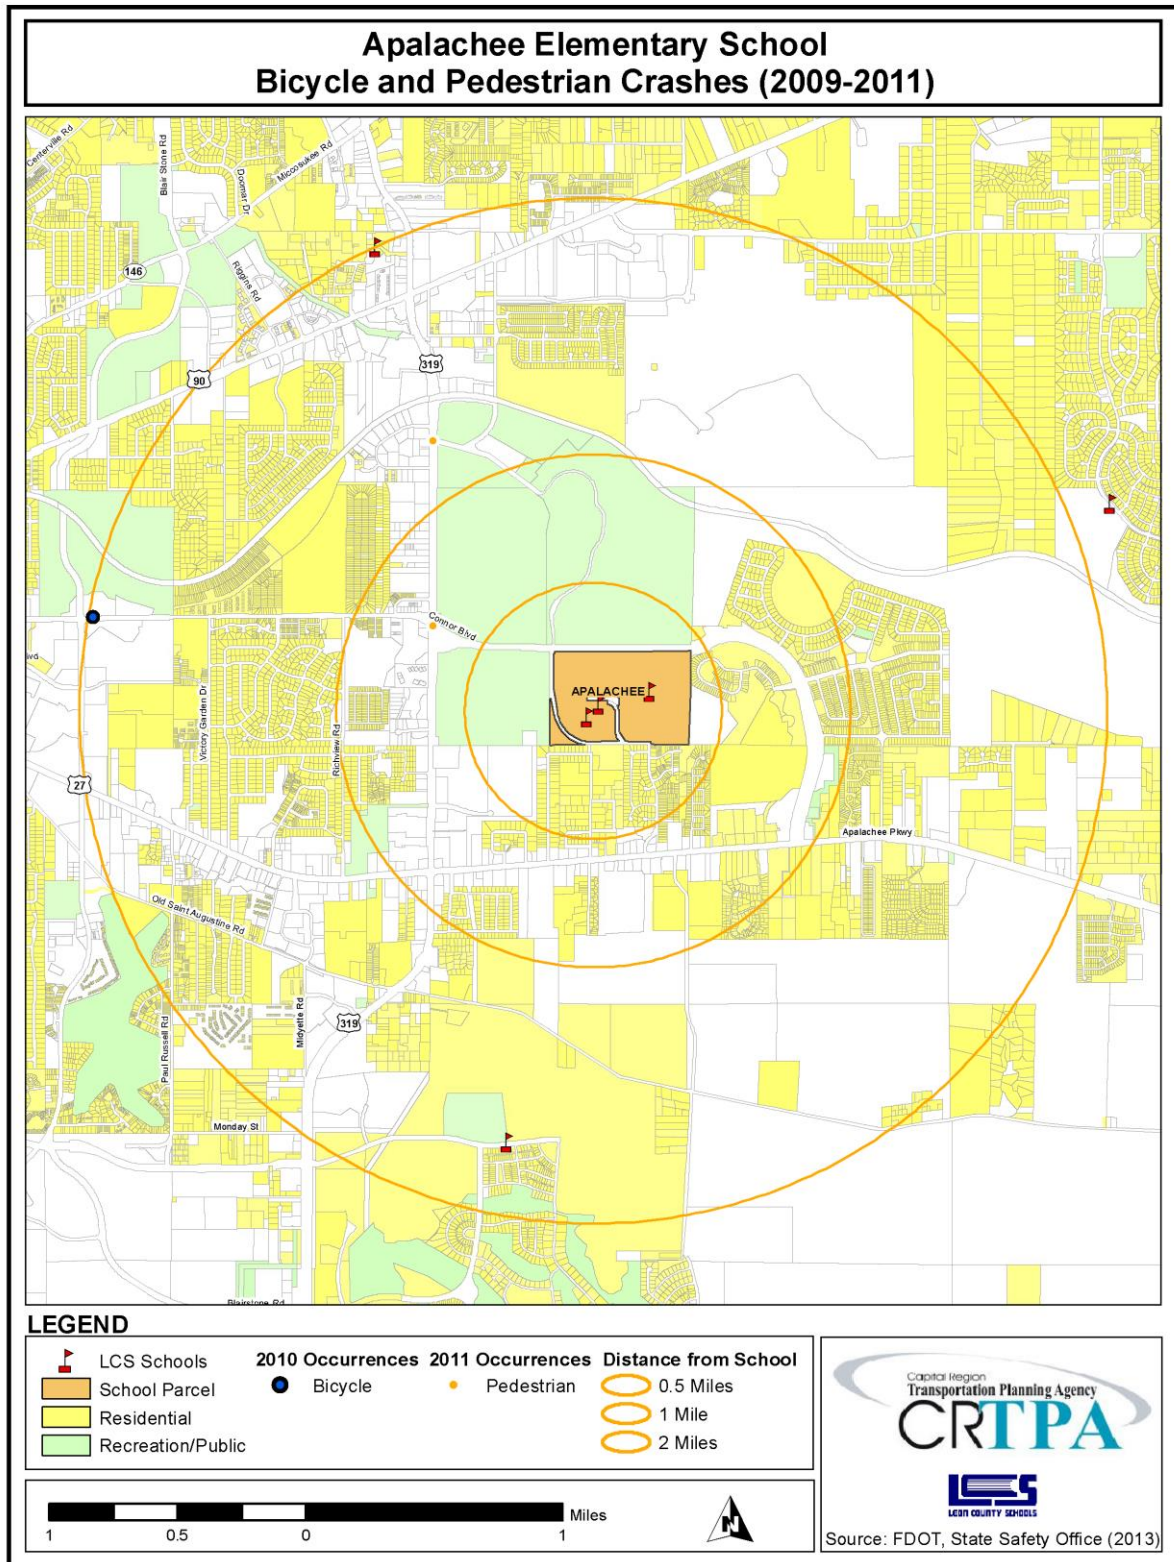 Apalachee Elementary School
Bicycle and Pedestrian Crashes (2009-2011)
Centerville Rd
Blair Stone Rd
Doomar Dr
Miccosukee Rd
146
Riggins Rd
319
90
Connor Blvd
APALACHEE
Victory Garden Dr
Richview Rd
27
Apalachee Pkwy
Old Saint Augustine Rd
Midyette Rd
319
Paul Russell Rd
Monday St
Blairstone Rd
LEGEND
LCS Schools
School Parcel
Residential
Recreation/Public
2010 Occurrences
Bicycle
2011 Occurrences
Pedestrian
Distance from School
0.5 Miles
1 Mile
2 Miles
Miles
1 0.5 0 1
N
Capital Region
Transportation Planning Agency
CRTPA
LCS
LEON COUNTY SCHOOLS
Source: FDOT, State Safety Office (2013)